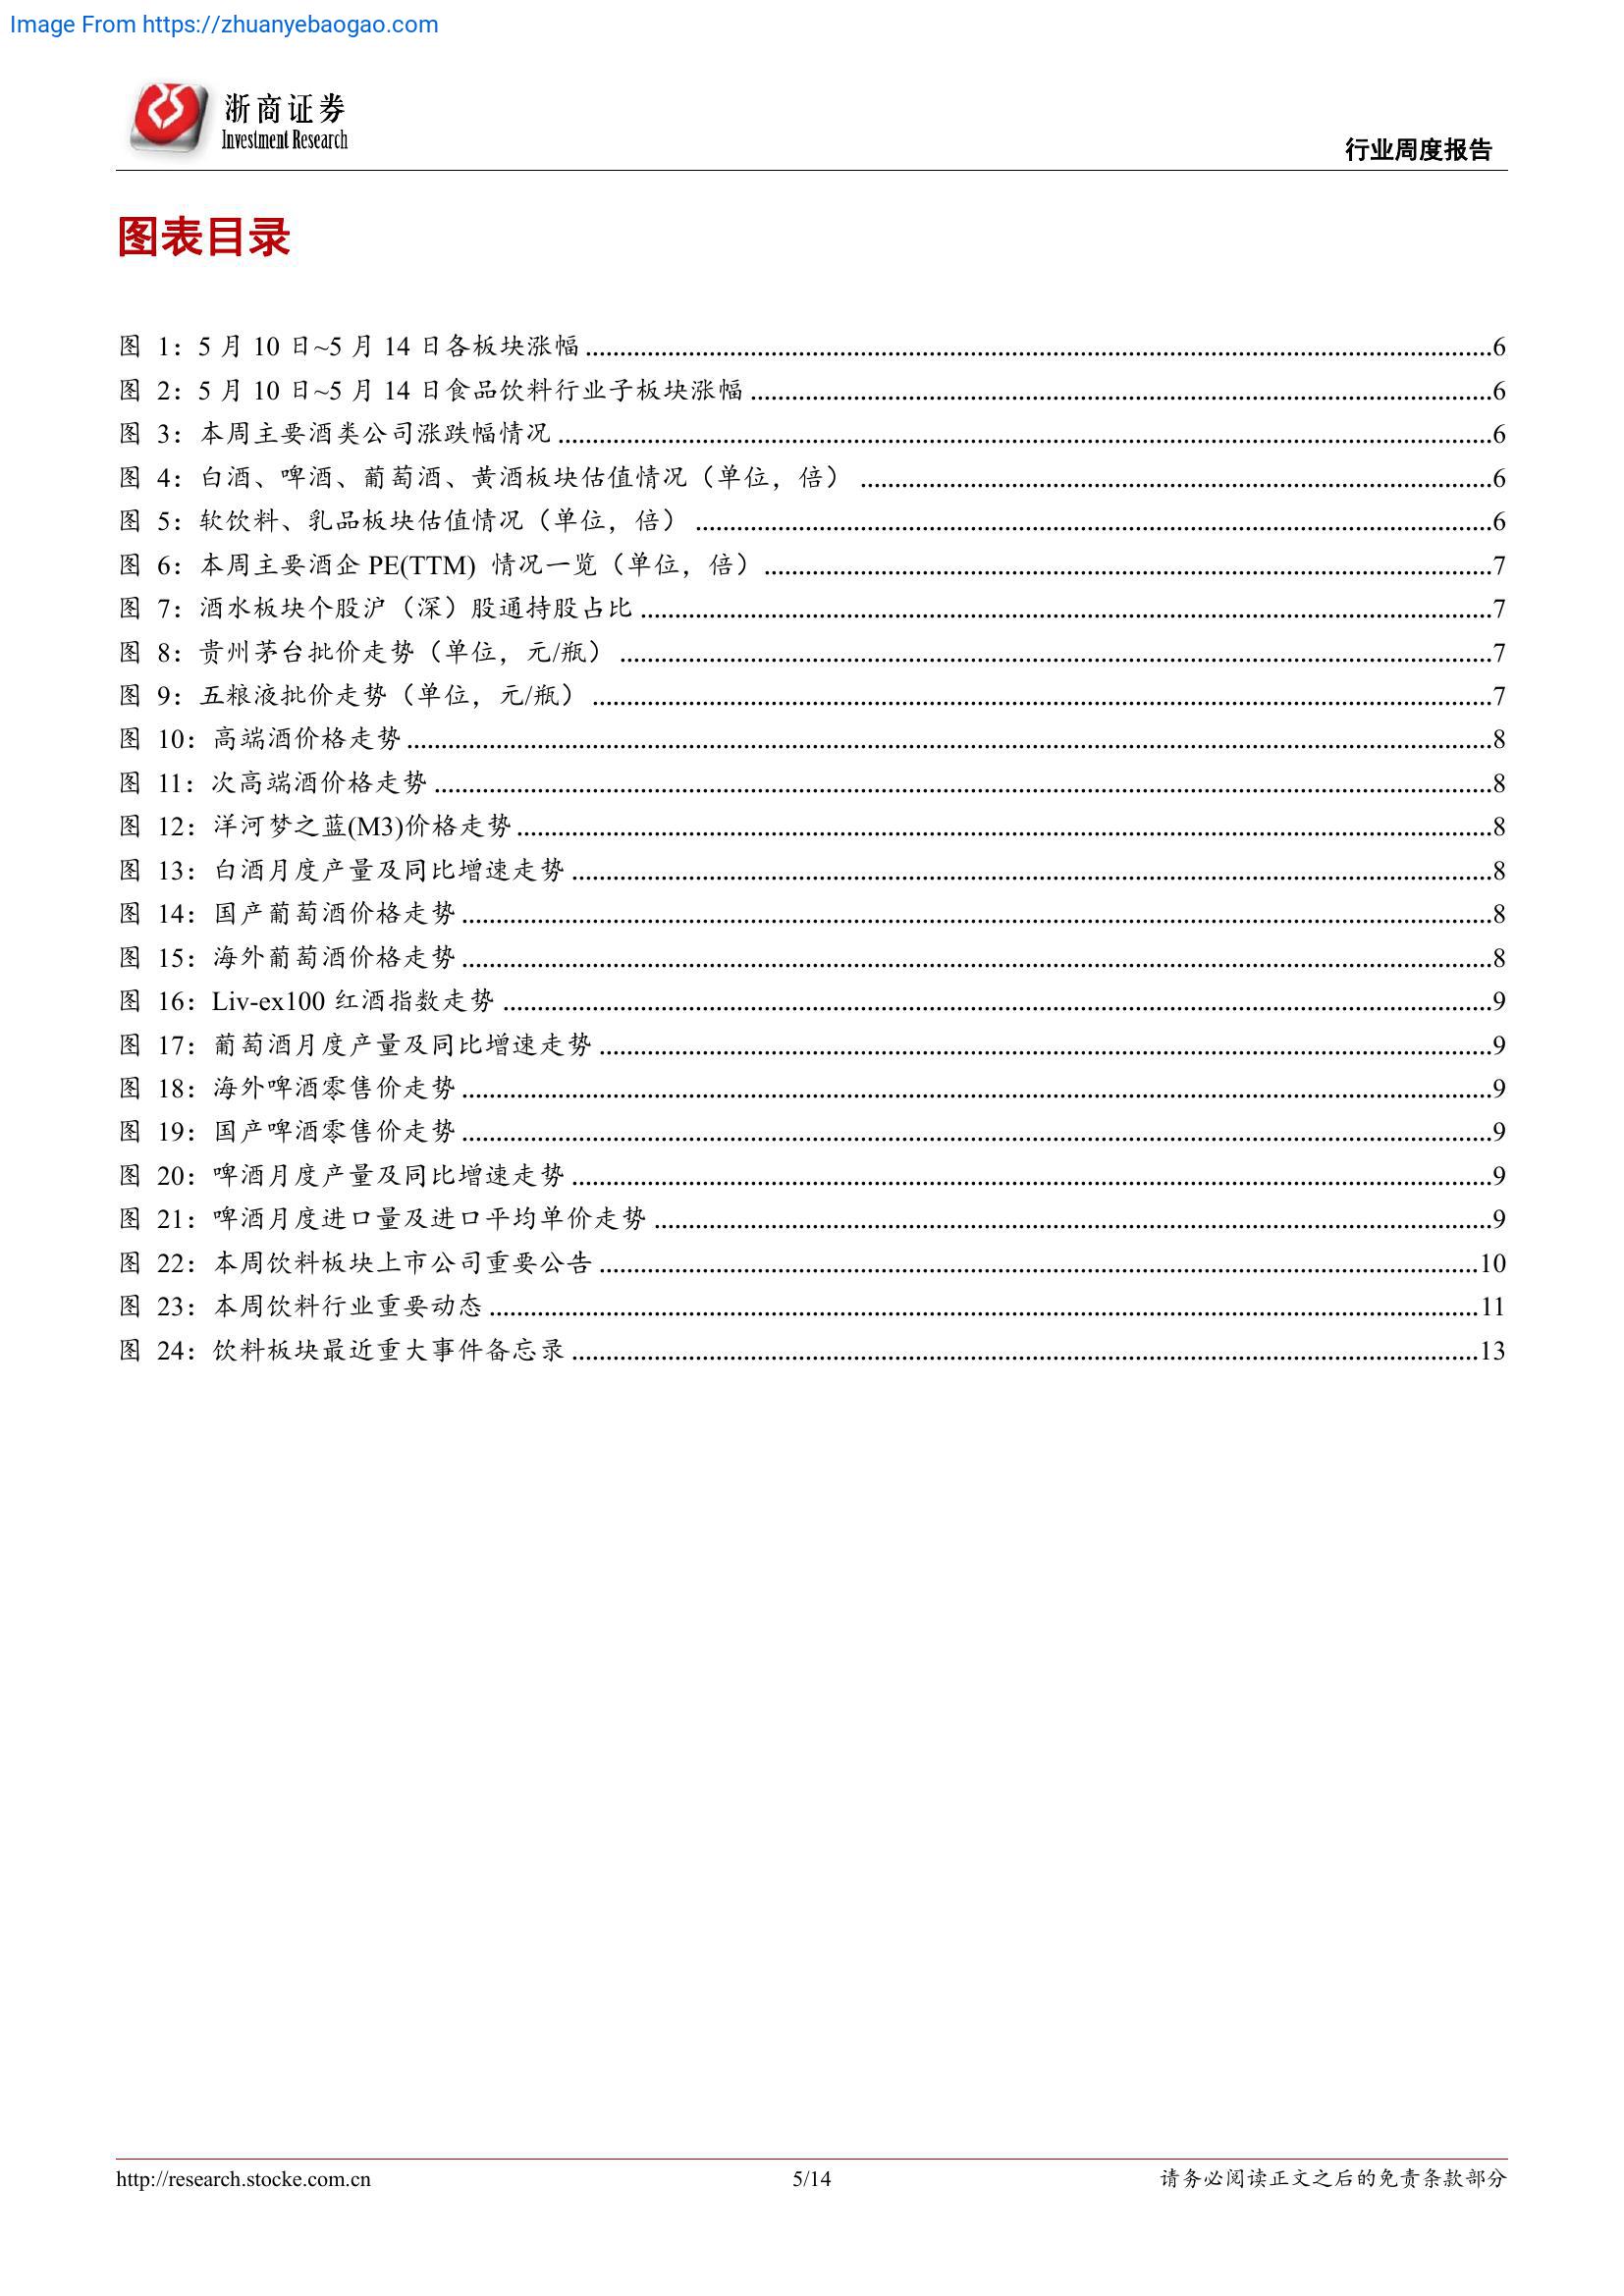 Image From https://zhuanyebaogao.com
浙商证券
Investment Research
行业周度报告
图表目录
图 1：5 月 10 日~5 月 14 日各板块涨幅 ........ 6
图 2：5 月 10 日~5 月 14 日食品饮料行业子板块涨幅 ........ 6
图 3：本周主要酒类公司涨跌幅情况 ........ 6
图 4：白酒、啤酒、葡萄酒、黄酒板块估值情况（单位，倍） ........ 6
图 5：软饮料、乳品板块估值情况（单位，倍） ........ 6
图 6：本周主要酒企 PE(TTM) 情况一览（单位，倍） ........ 7
图 7：酒水板块个股沪（深）股通持股占比 ........ 7
图 8：贵州茅台批价走势（单位，元/瓶） ........ 7
图 9：五粮液批价走势（单位，元/瓶） ........ 7
图 10：高端酒价格走势 ........ 8
图 11：次高端酒价格走势 ........ 8
图 12：洋河梦之蓝(M3)价格走势 ........ 8
图 13：白酒月度产量及同比增速走势 ........ 8
图 14：国产葡萄酒价格走势 ........ 8
图 15：海外葡萄酒价格走势 ........ 8
图 16：Liv-ex100 红酒指数走势 ........ 9
图 17：葡萄酒月度产量及同比增速走势 ........ 9
图 18：海外啤酒零售价走势 ........ 9
图 19：国产啤酒零售价走势 ........ 9
图 20：啤酒月度产量及同比增速走势 ........ 9
图 21：啤酒月度进口量及进口平均单价走势 ........ 9
图 22：本周饮料板块上市公司重要公告 ........ 10
图 23：本周饮料行业重要动态 ........ 11
图 24：饮料板块最近重大事件备忘录 ........ 13
http://research.stocke.com.cn
5/14
请务必阅读正文之后的免责条款部分